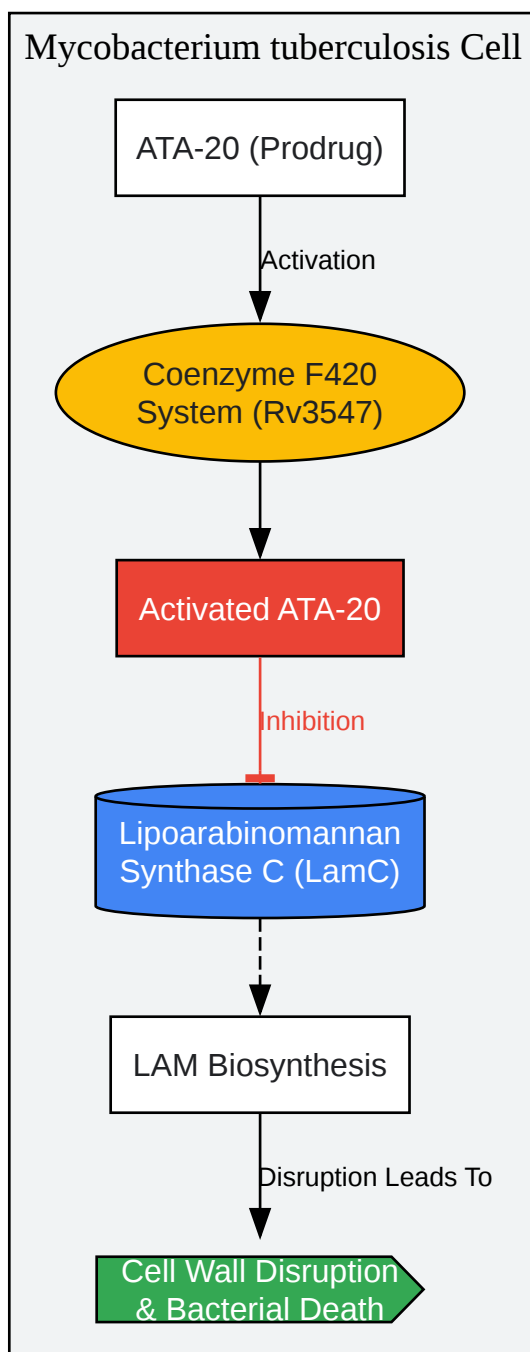 Mycobacterium tuberculosis Cell
ATA-20 (Prodrug)
Activation
Coenzyme F420
System (Rv3547)
Activated ATA-20
Inhibition
Lipoarabinomannan
Synthase C (LamC)
LAM Biosynthesis
Disruption Leads To
Cell Wall Disruption
& Bacterial Death